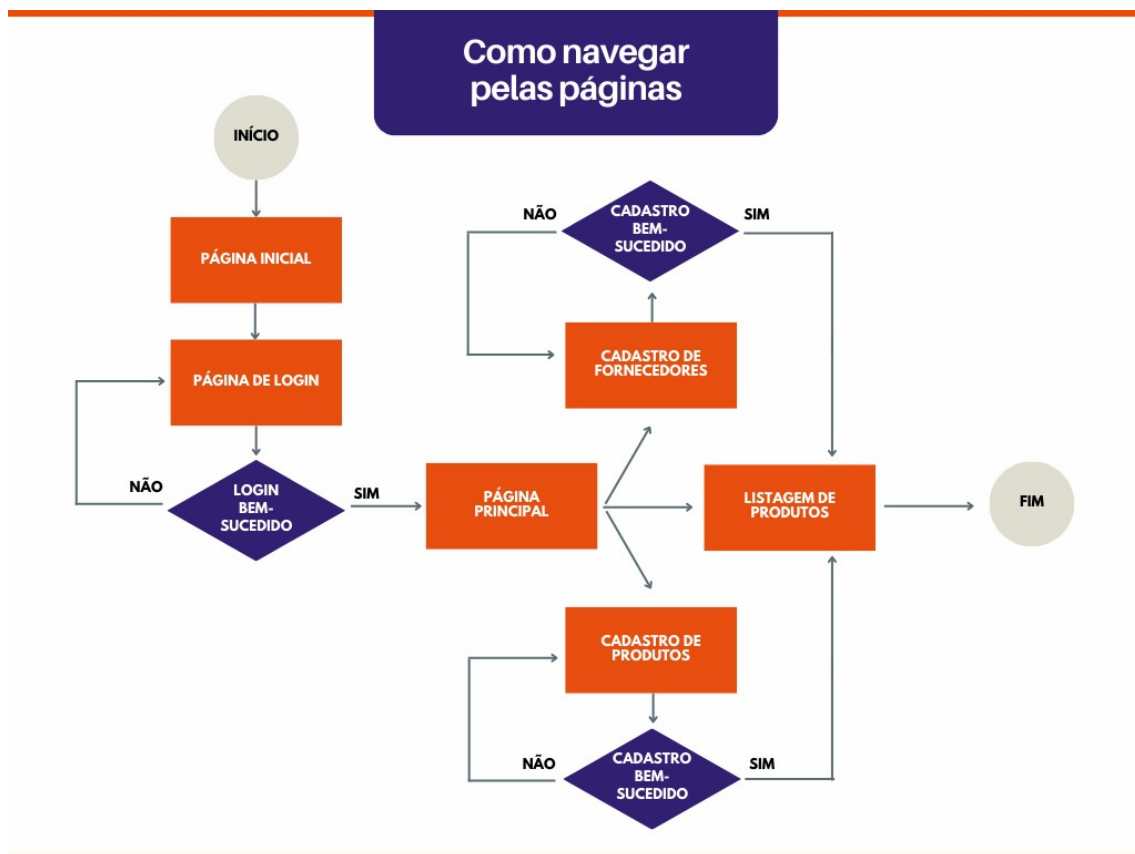 Como navegar
pelas páginas
INÍCIO
PÁGINA INICIAL
PÁGINA DE LOGIN
NÃO
LOGIN
BEM-
SUCEDIDO
SIM
PÁGINA
PRINCIPAL
NÃO
CADASTRO
BEM-
SUCEDIDO
SIM
CADASTRO DE
FORNECEDORES
LISTAGEM DE
PRODUTOS
FIM
CADASTRO DE
PRODUTOS
NÃO
CADASTRO
BEM-
SUCEDIDO
SIM